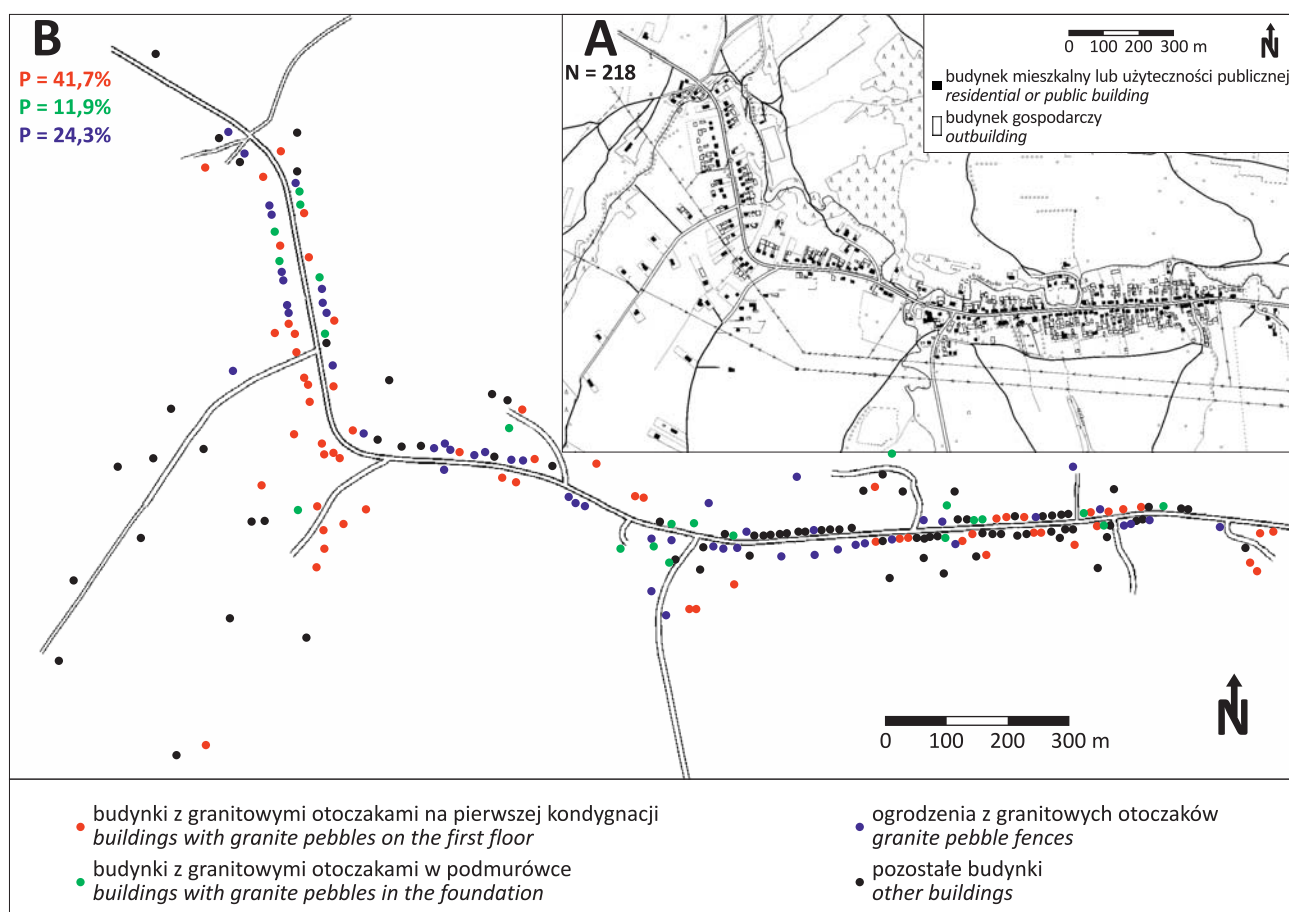 B
P = 41,7%
P = 11,9%
P = 24,3%
A
N = 218
0 100 200 300 m
N
budynek mieszkalny lub użyteczności publicznej
residential or public building
budynek gospodarczy
outbuilding
N
0 100 200 300 m
budynki z granitowymi otoczakami na pierwszej kondygnacji
buildings with granite pebbles on the first floor
budynki z granitowymi otoczakami w podmurówce
buildings with granite pebbles in the foundation
ogrodzenia z granitowych otoczaków
granite pebble fences
pozostałe budynki
other buildings